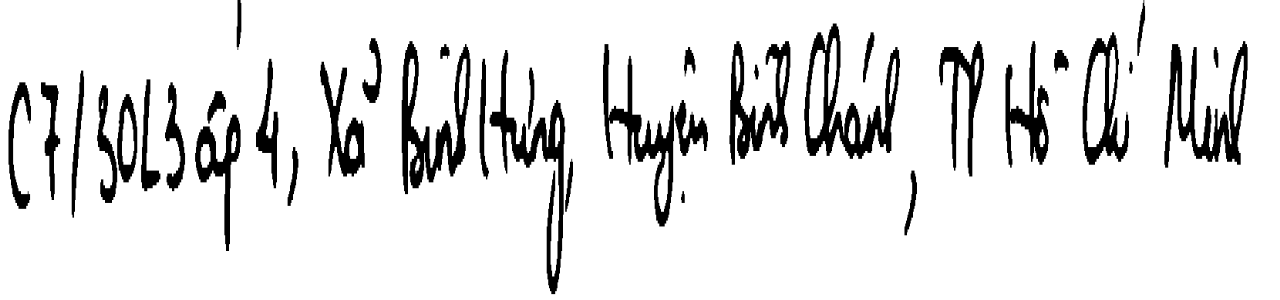 C7/30L3 ấp 4, Xã Bình Hưng, Huyện Bình Chánh, TP Hồ Chí Minh